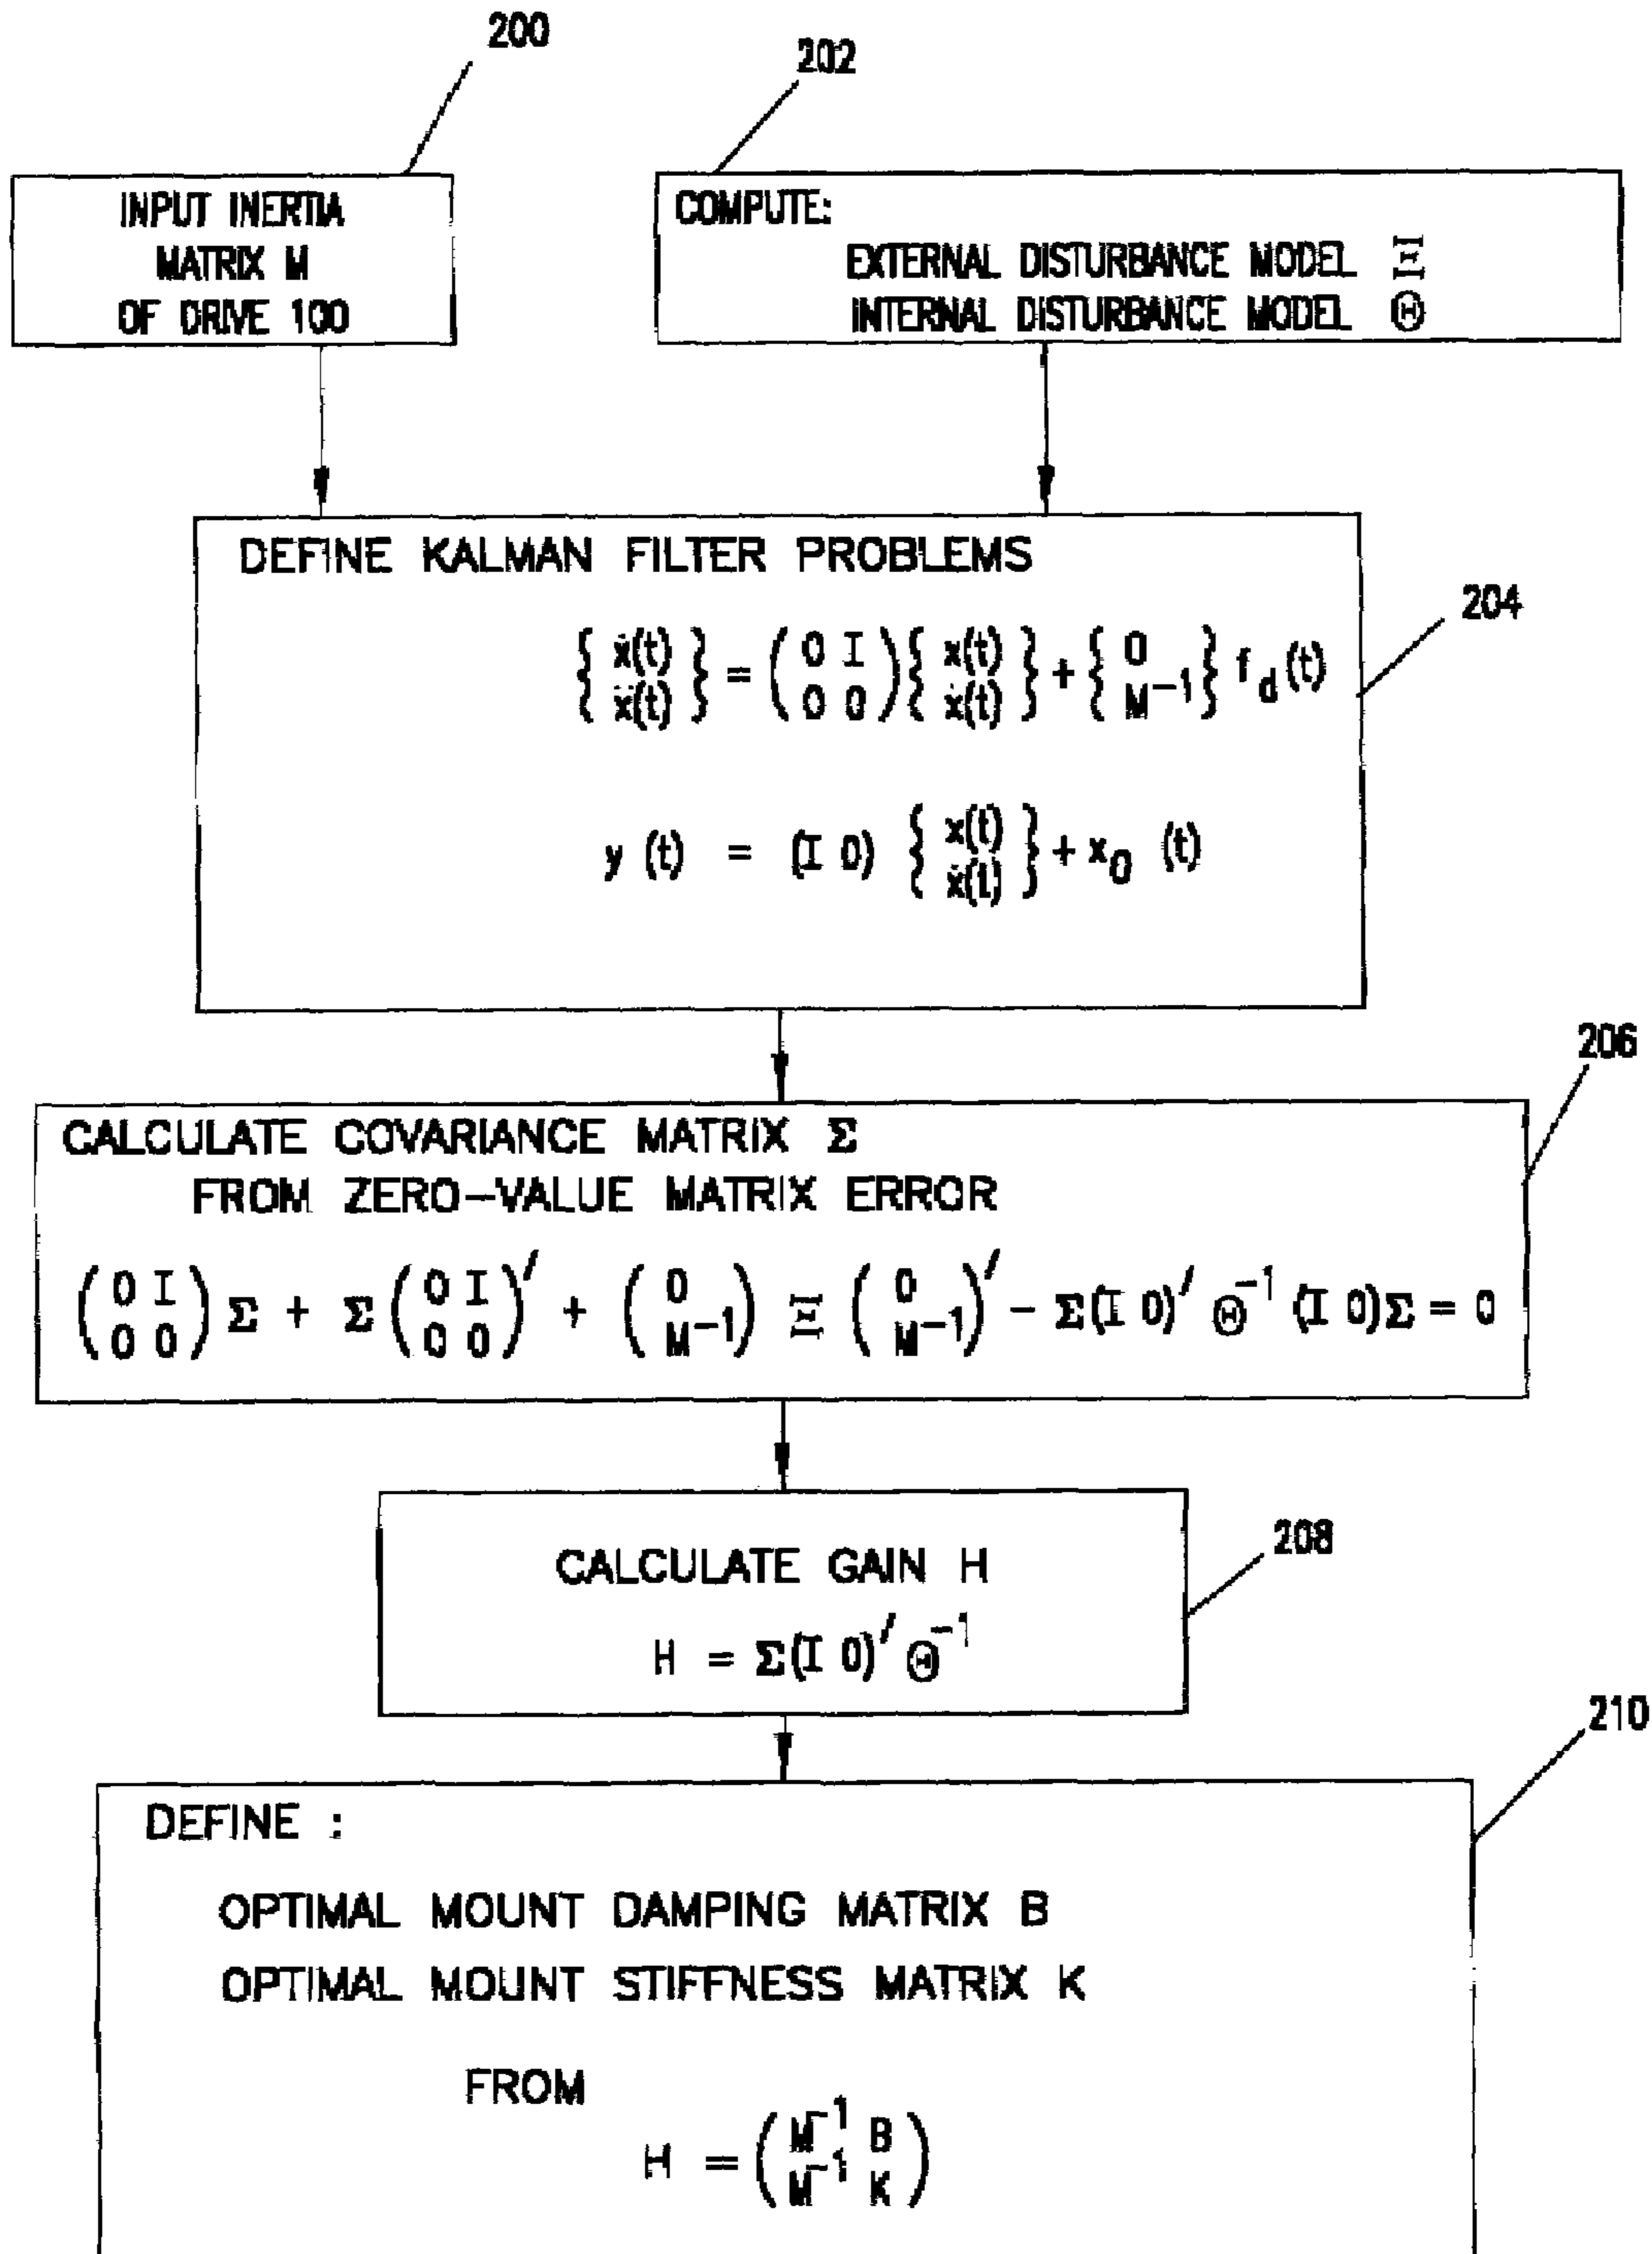 200
202
INPUT INERTIA
MATRIX M
OF DRIVE 100
COMPUTE:
EXTERNAL DISTURBANCE MODEL Ξ
INTERNAL DISTURBANCE MODEL Θ
DEFINE KALMAN FILTER PROBLEMS
204
{ ẋ(t) ; ẍ(t) } = ( 0 I ; 0 0 ) { x(t) ; ẋ(t) } + { 0 ; M⁻¹ } f_d(t)
y (t) = (I 0) { x(t) ; ẋ(t) } + x₀ (t)
206
CALCULATE COVARIANCE MATRIX Σ
FROM ZERO-VALUE MATRIX ERROR
( 0 I ; 0 0 ) Σ + Σ ( 0 I ; 0 0 )′ + ( 0 ; M⁻¹ ) Ξ ( 0 ; M⁻¹ )′ − Σ(I 0)′ Θ⁻¹ (I 0)Σ = 0
208
CALCULATE GAIN H
H = Σ(I 0)′ Θ⁻¹
210
DEFINE :
OPTIMAL MOUNT DAMPING MATRIX B
OPTIMAL MOUNT STIFFNESS MATRIX K
FROM
H = ( M⁻¹ B ; M⁻¹ K )